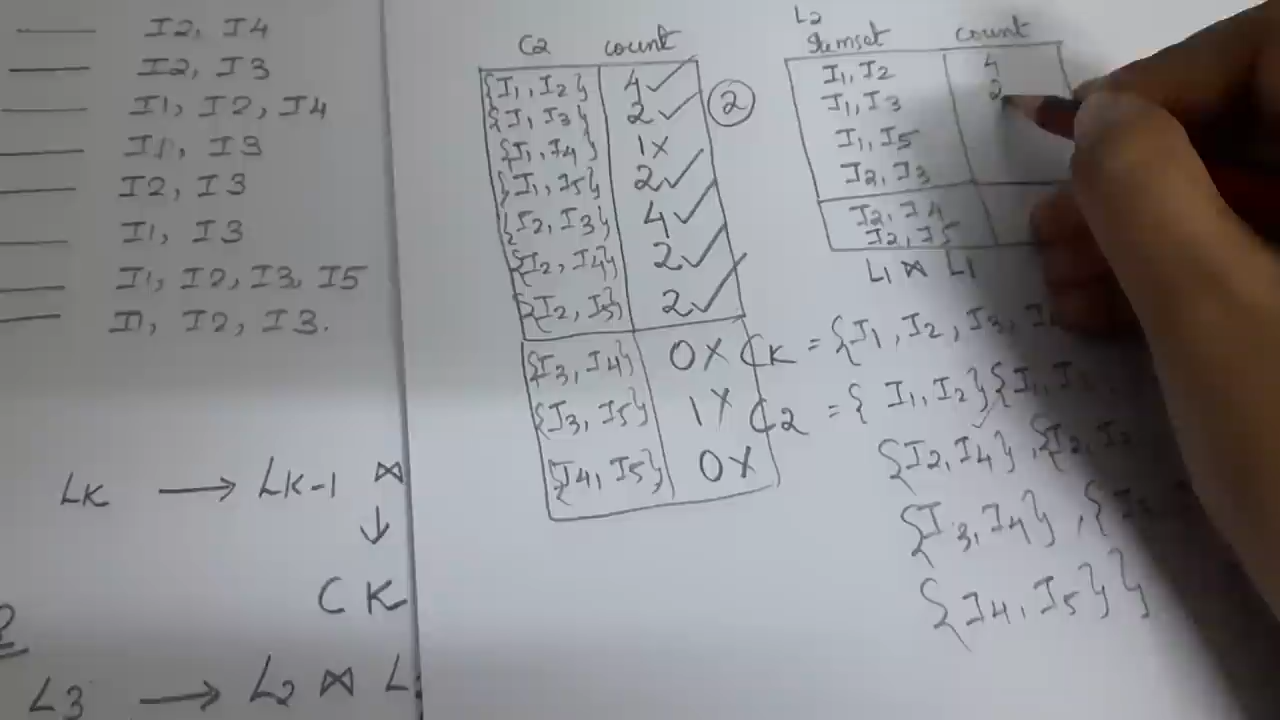 I2, I4
I2, I3
I1, I2, I4
I1, I3
I2, I3
I1, I3
I1, I2, I3, I5
I1, I2, I3.
LK → LK-1 ⋈
↓
CK
?
L3 → L2 ⋈ L
C2 count
{I1, I2} 4 ✓
{I1, I3} 2 ✓
{I1, I4} 1 x
{I1, I5} 2 ✓
{I2, I3} 4 ✓
{I2, I4} 2 ✓
{I2, I5} 2 ✓
{I3, I4} 0 X
{I3, I5} 1 X
{I4, I5} 0 X
2
L2
count
I1, I2 4
I1, I3 2
I1, I5
I2, I3
I2, I4
I2, I5
L1 ⋈ L1
CK = {I1, I2, I3,
C2 = { I1, I2} {I1,
{I2, I4}, {I2,
{I3, I4}, {
{I4, I5}}